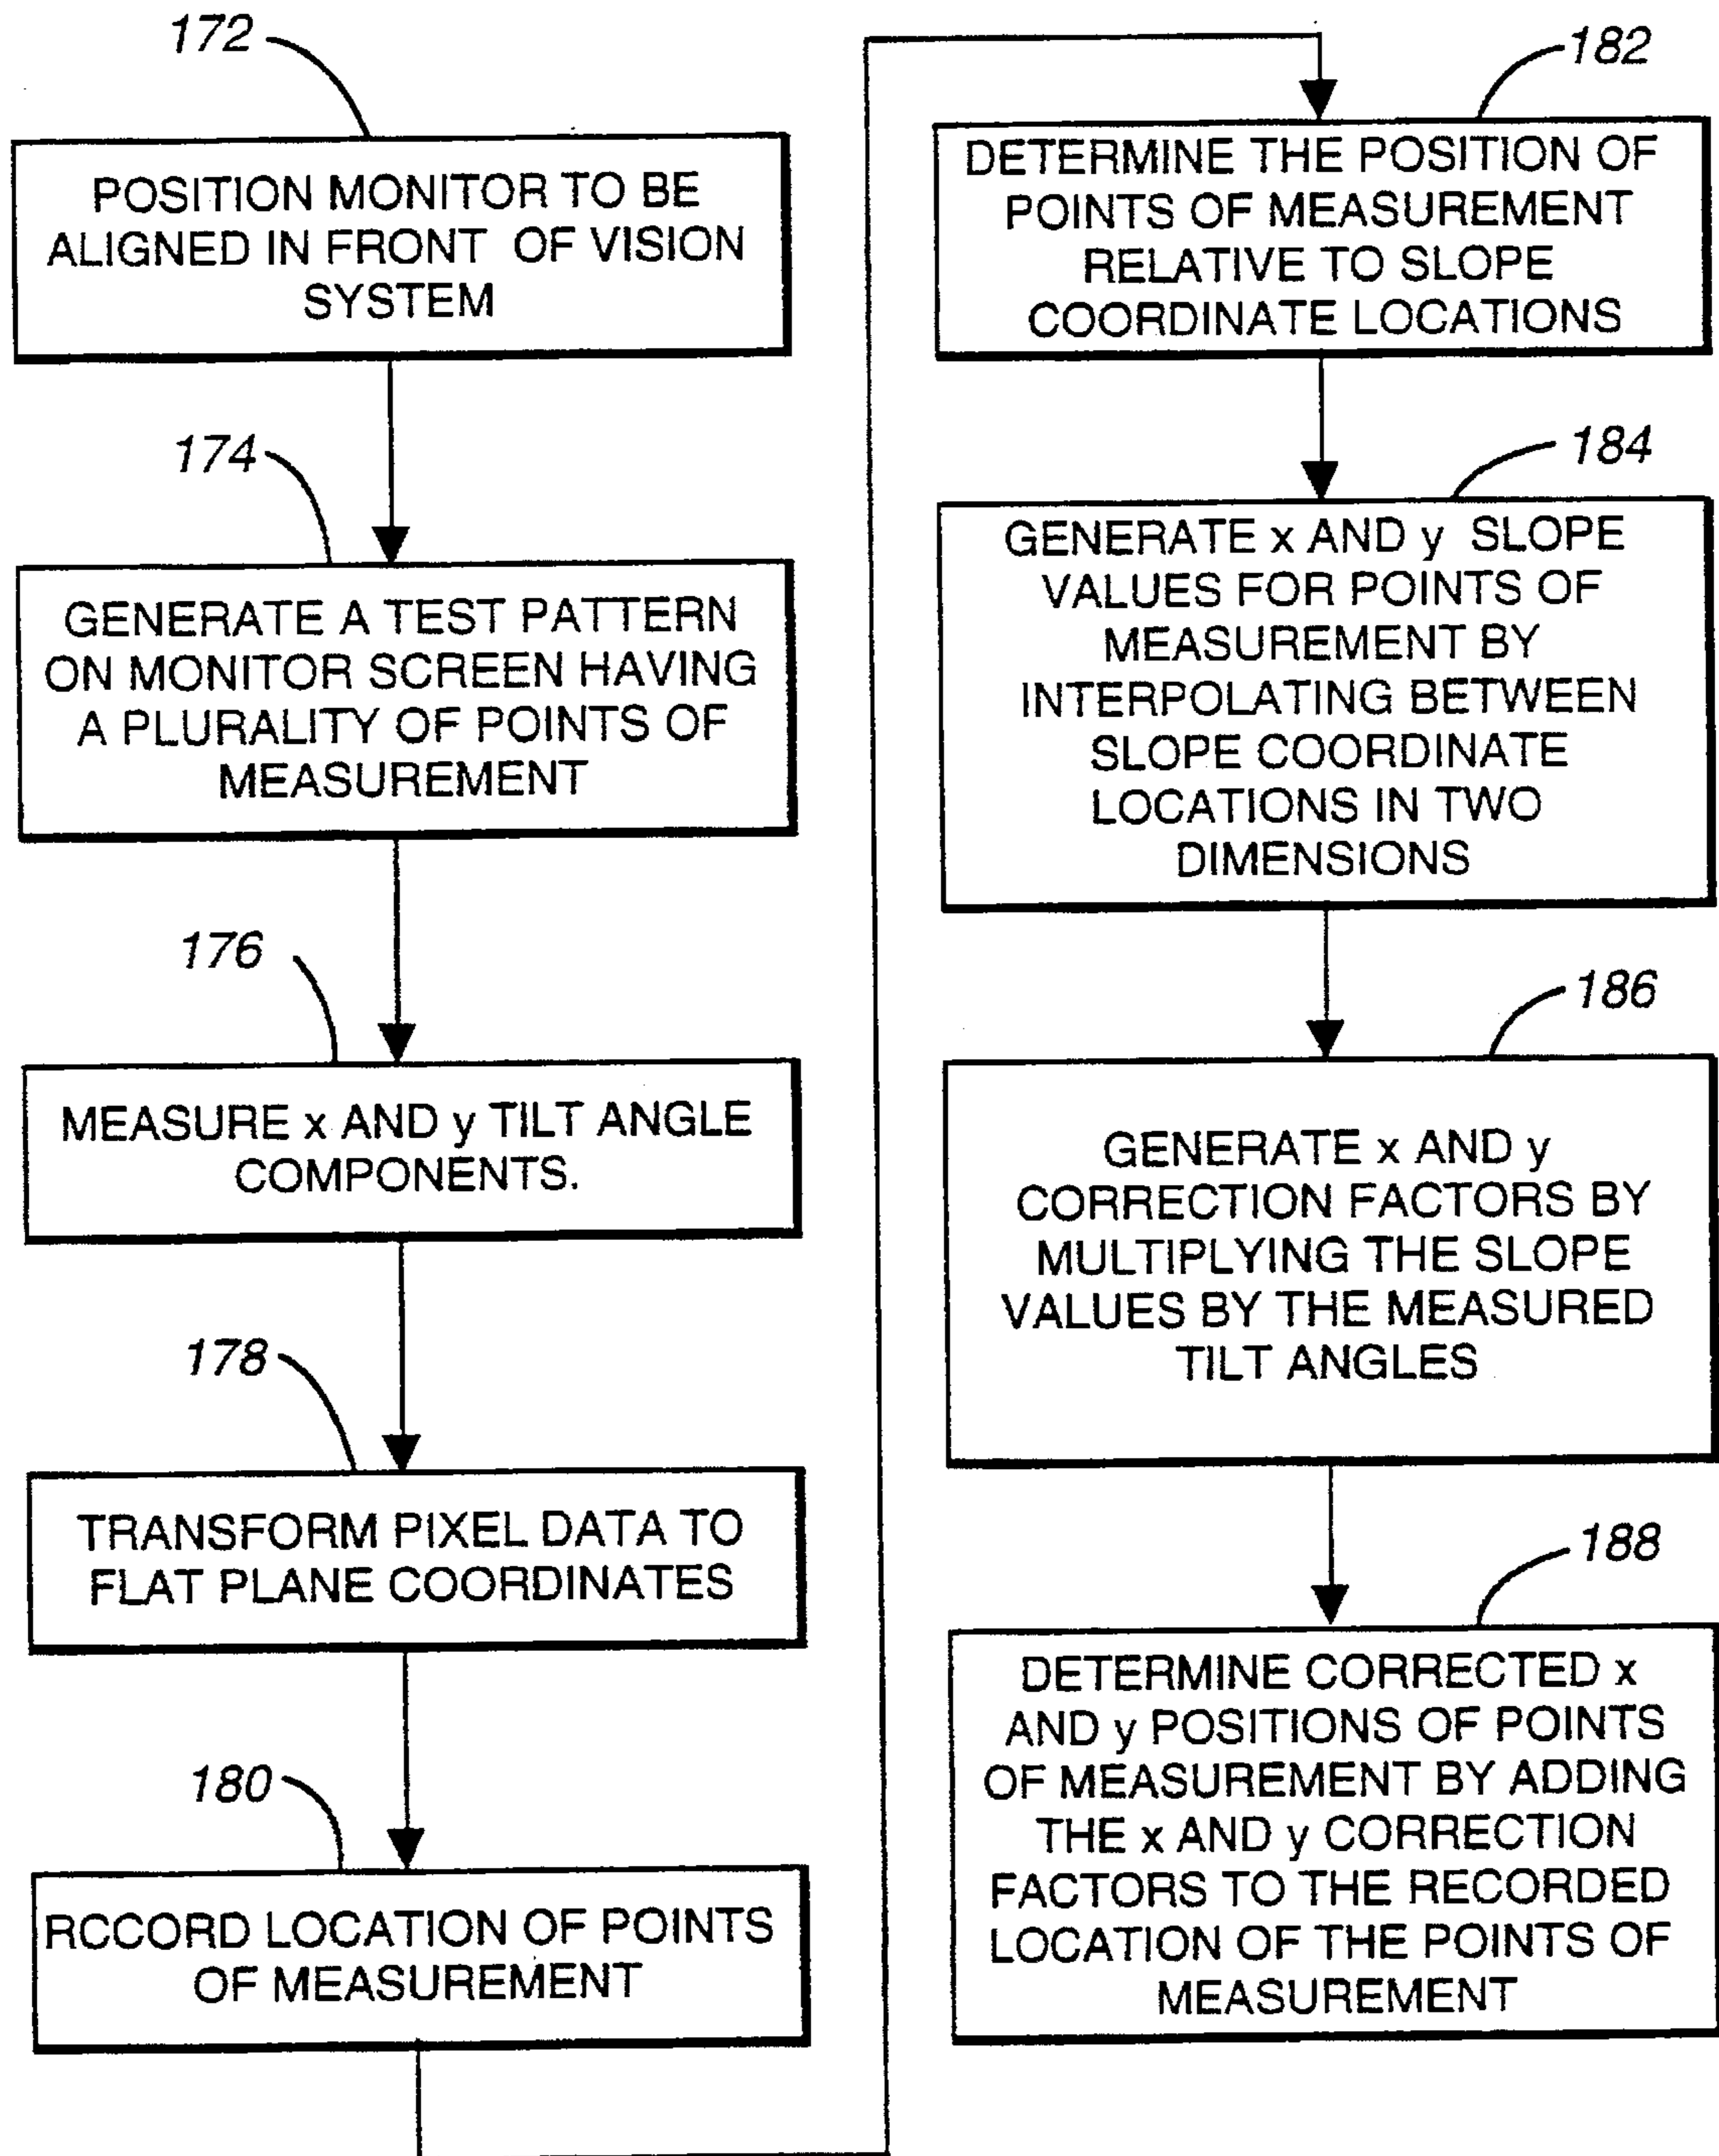 172
POSITION MONITOR TO BE
ALIGNED IN FRONT OF VISION
SYSTEM
174
GENERATE A TEST PATTERN
ON MONITOR SCREEN HAVING
A PLURALITY OF POINTS OF
MEASUREMENT
176
MEASURE x AND y TILT ANGLE
COMPONENTS.
178
TRANSFORM PIXEL DATA TO
FLAT PLANE COORDINATES
180
RCCORD LOCATION OF POINTS
OF MEASUREMENT
182
DETERMINE THE POSITION OF
POINTS OF MEASUREMENT
RELATIVE TO SLOPE
COORDINATE LOCATIONS
184
GENERATE x AND y SLOPE
VALUES FOR POINTS OF
MEASUREMENT BY
INTERPOLATING BETWEEN
SLOPE COORDINATE
LOCATIONS IN TWO
DIMENSIONS
186
GENERATE x AND y
CORRECTION FACTORS BY
MULTIPLYING THE SLOPE
VALUES BY THE MEASURED
TILT ANGLES
188
DETERMINE CORRECTED x
AND y POSITIONS OF POINTS
OF MEASUREMENT BY ADDING
THE x AND y CORRECTION
FACTORS TO THE RECORDED
LOCATION OF THE POINTS OF
MEASUREMENT